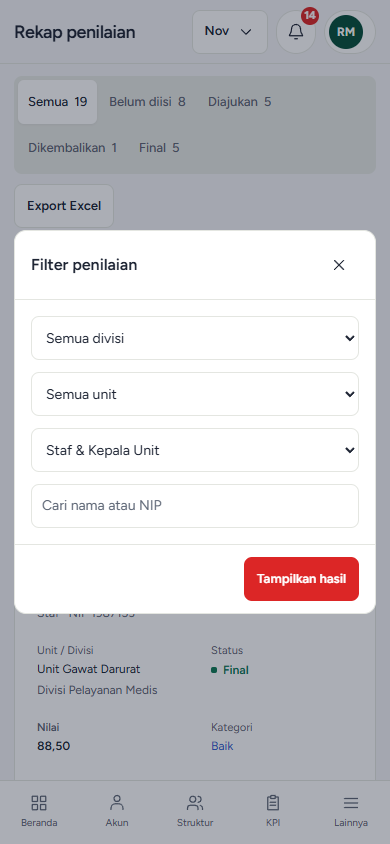 Rekap penilaian
Nov
14
RM
Semua 19 Belum diisi 8 Diajukan 5
Dikembalikan 1 Final 5
Export Excel
Filter penilaian
Semua divisi
Semua unit
Staf & Kepala Unit
Cari nama atau NIP
Tampilkan hasil
Unit / Divisi
Unit Gawat Darurat
Divisi Pelayanan Medis
Status
Final
Nilai
88,50
Kategori
Baik
Beranda
Akun
Struktur
KPI
Lainnya